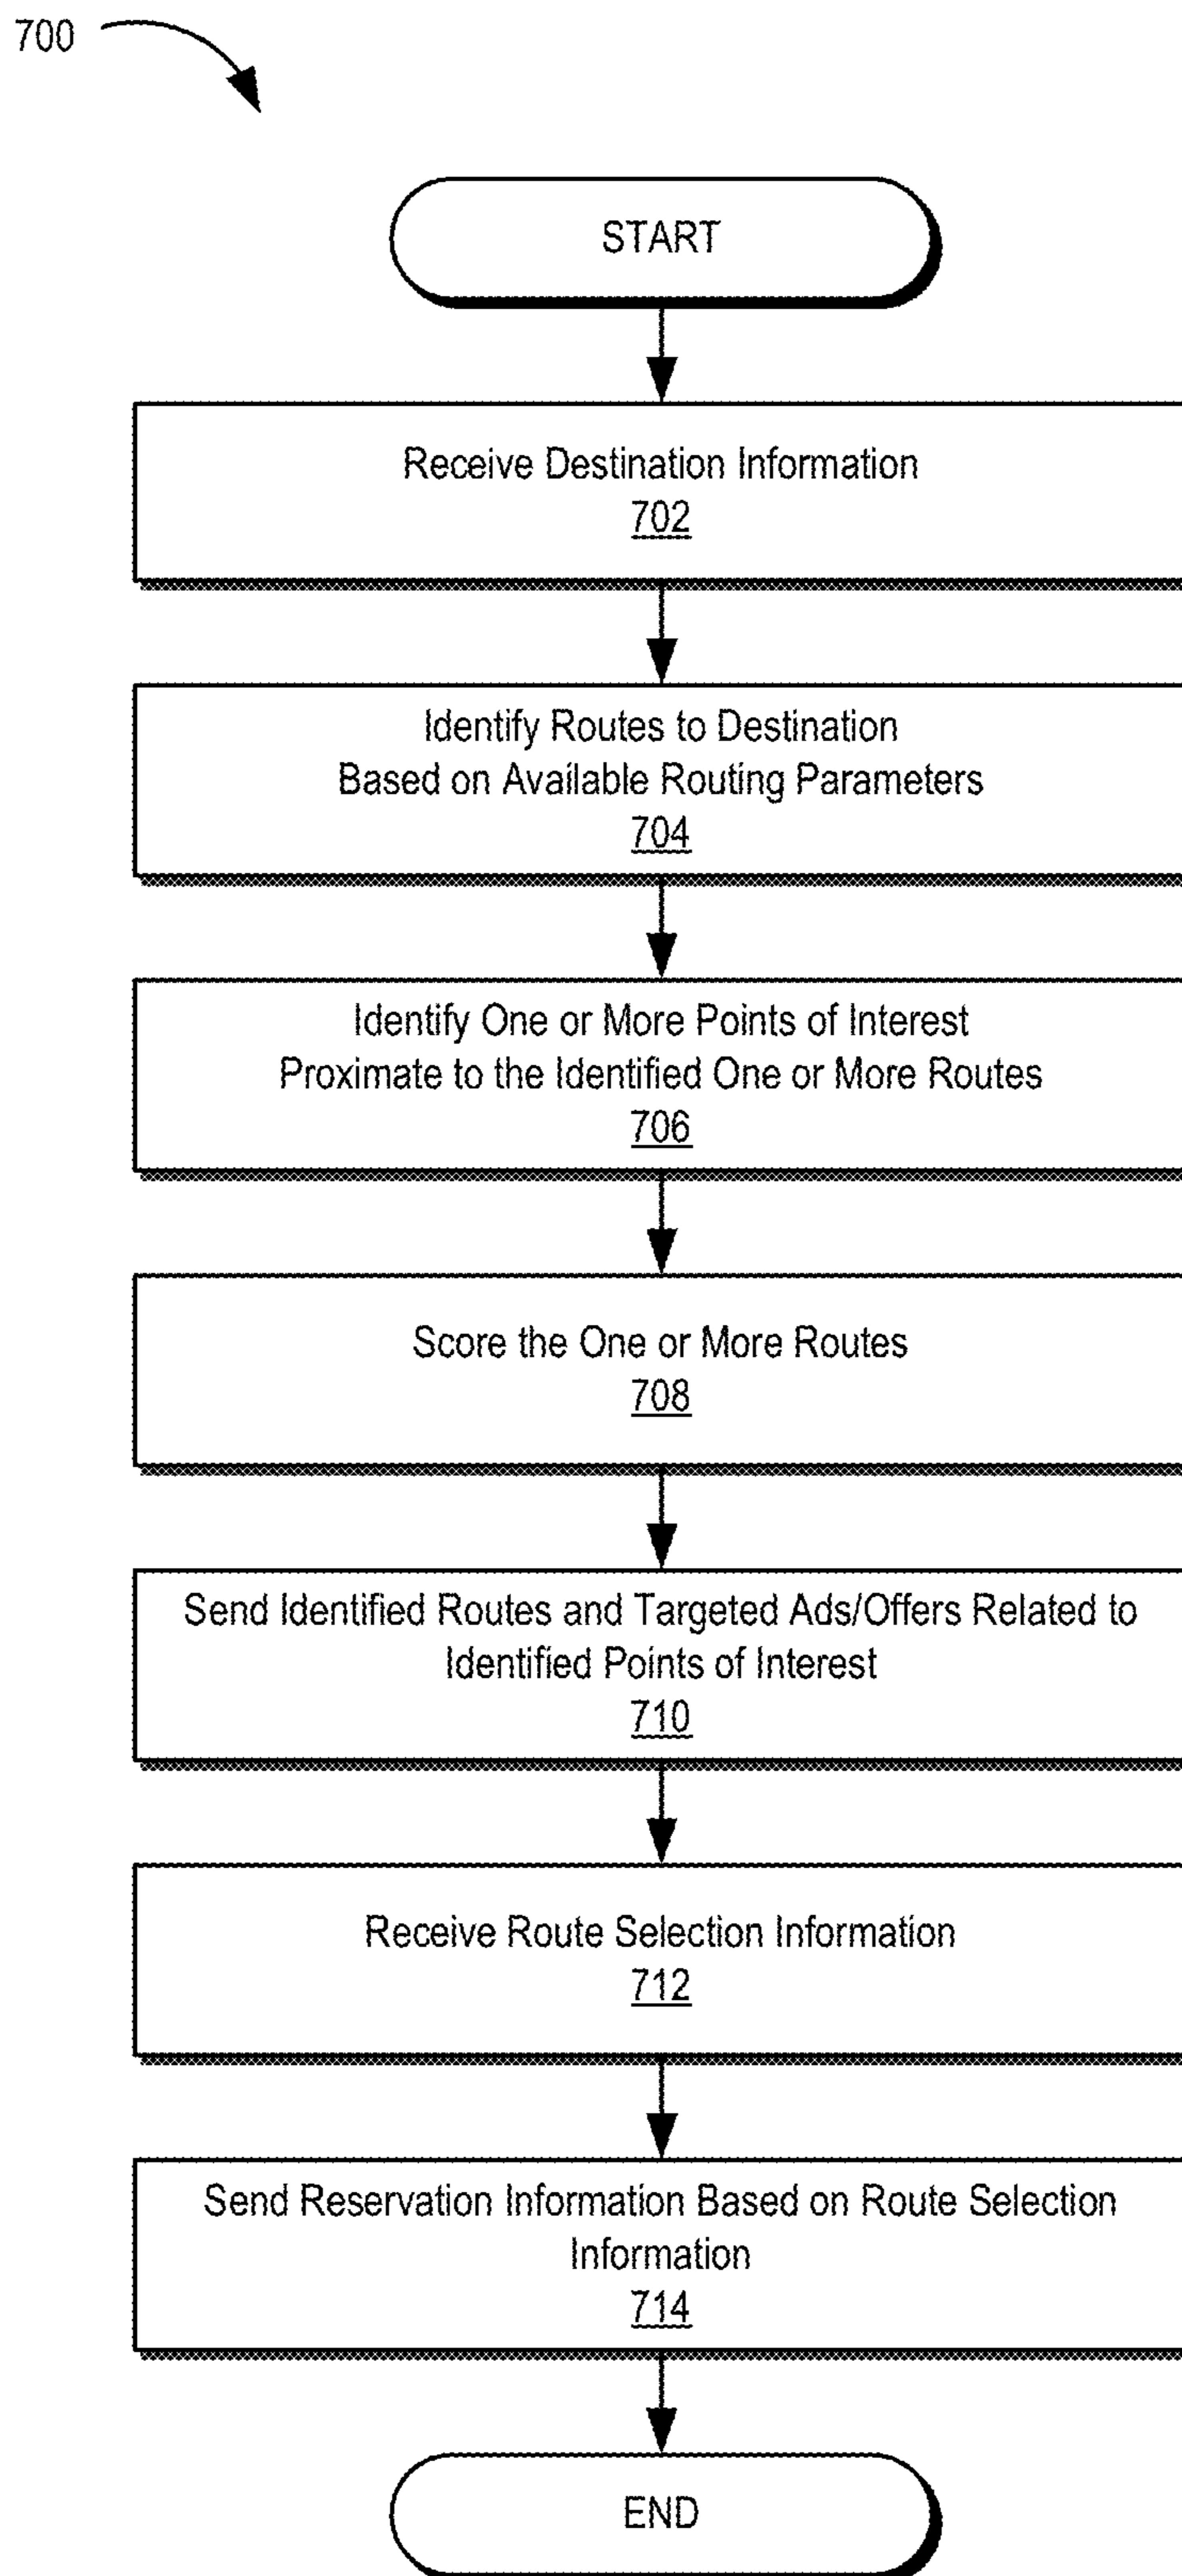 700
START
Receive Destination Information
702
Identify Routes to Destination
Based on Available Routing Parameters
704
Identify One or More Points of Interest
Proximate to the Identified One or More Routes
706
Score the One or More Routes
708
Send Identified Routes and Targeted Ads/Offers Related to
Identified Points of Interest
710
Receive Route Selection Information
712
Send Reservation Information Based on Route Selection
Information
714
END